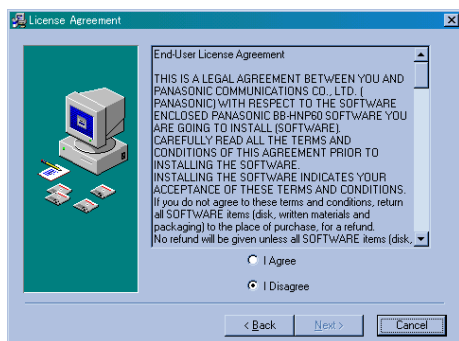 License Agreement
End-User License Agreement
THIS IS A LEGAL AGREEMENT BETWEEN YOU AND
PANASONIC COMMUNICATIONS CO., LTD. (
PANASONIC) WITH RESPECT TO THE SOFTWARE
ENCLOSED PANASONIC BB-HNP60 SOFTWARE YOU
ARE GOING TO INSTALL (SOFTWARE).
CAREFULLY READ ALL THE TERMS AND
CONDITIONS OF THIS AGREEMENT PRIOR TO
INSTALLING THE SOFTWARE.
INSTALLING THE SOFTWARE INDICATES YOUR
ACCEPTANCE OF THESE TERMS AND CONDITIONS.
If you do not agree to these terms and conditions, return
all SOFTWARE items (disk, written materials and
packaging) to the place of purchase, for a refund.
No refund will be given unless all SOFTWARE items (disk,
I Agree
I Disagree
< Back
Next >
Cancel